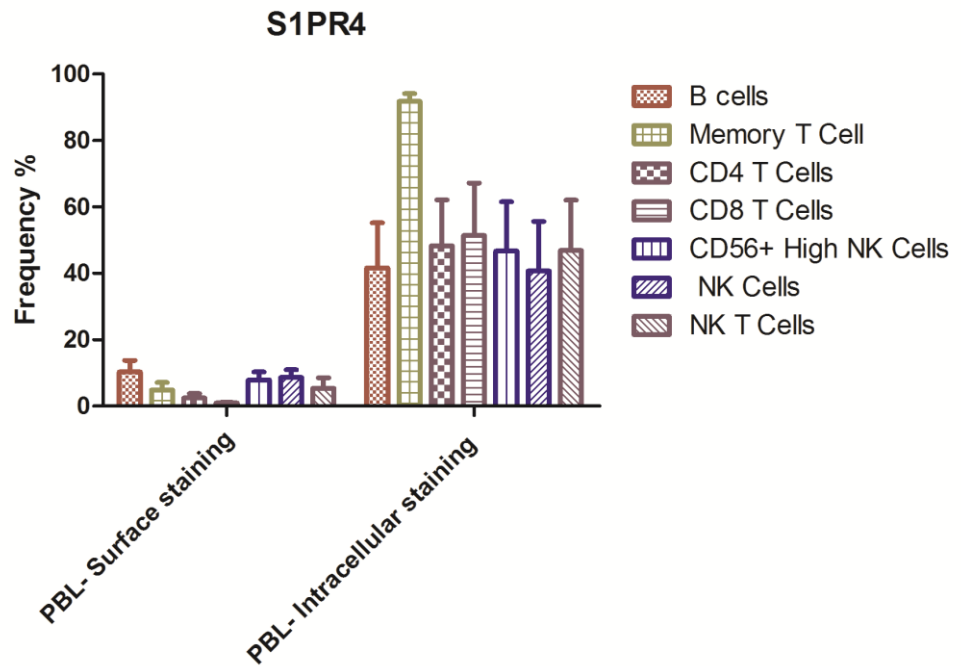 S1PR4
Frequency %
100
80
60
40
20
0
PBL- Surface staining
PBL- Intracellular staining
B cells
Memory T Cell
CD4 T Cells
CD8 T Cells
CD56+ High NK Cells
NK Cells
NK T Cells